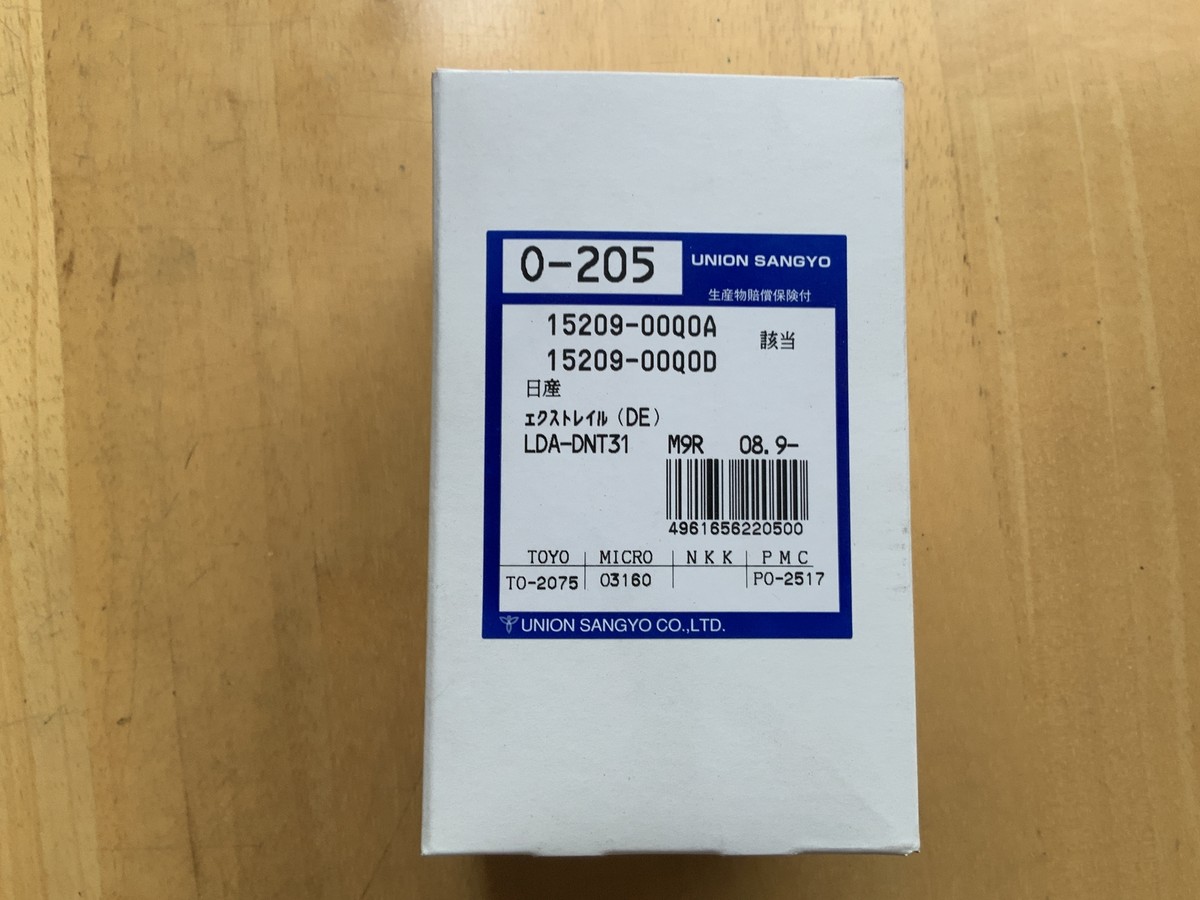 O-205 UNION SANGYO
生産物賠償保険付
15209-00Q0A
該当
15209-00Q0D
日産
エクストレイル (DE)
LDA-DNT31 M9R 08.9-
4961656220500
TOYO MICRO NKK PMC
TO-2075 O3160 PO-2517
UNION SANGYO CO.,LTD.